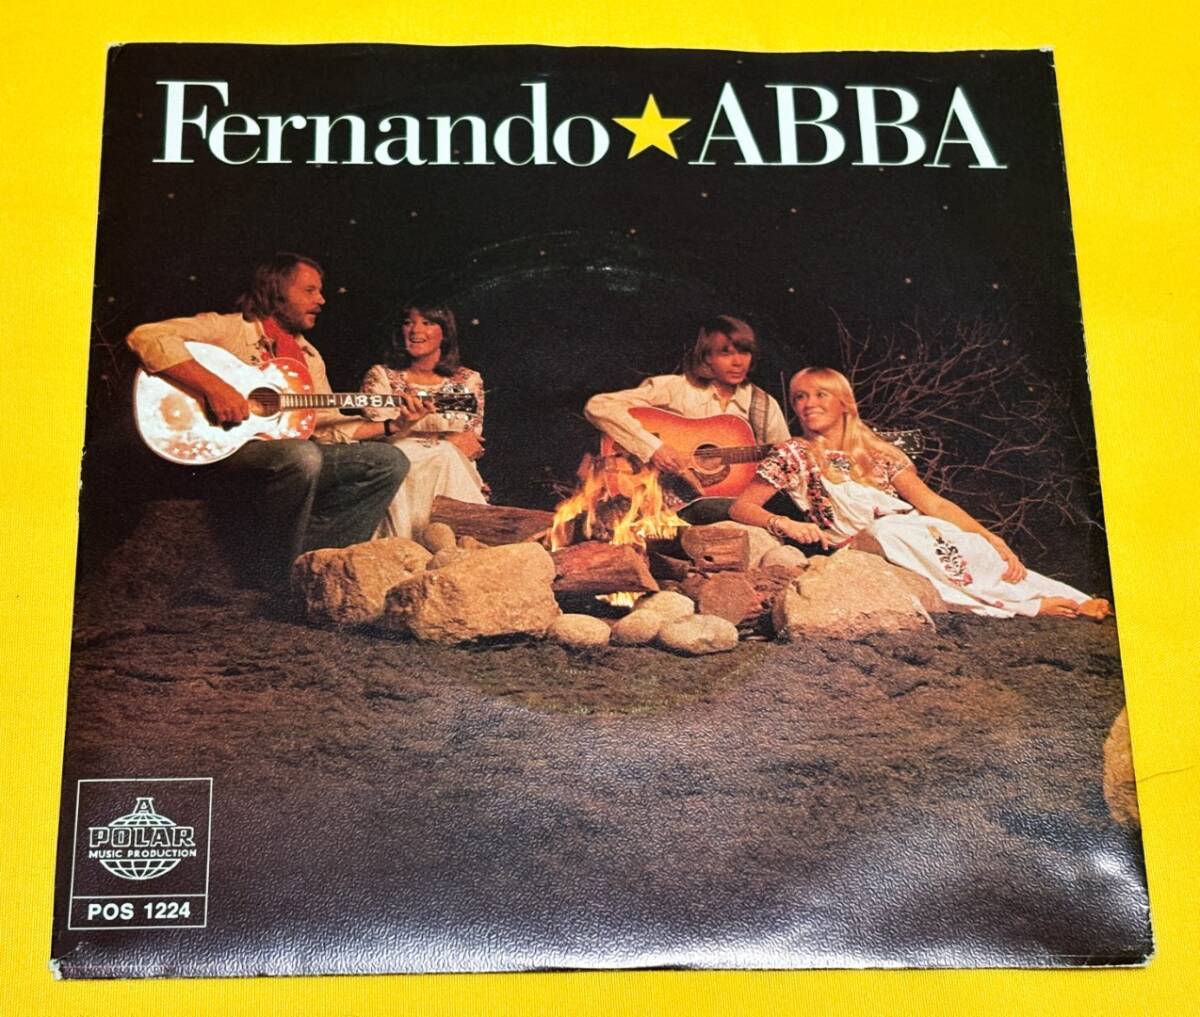 Fernando★ABBA
ABBA
A
POLAR
MUSIC PRODUCTION
POS 1224